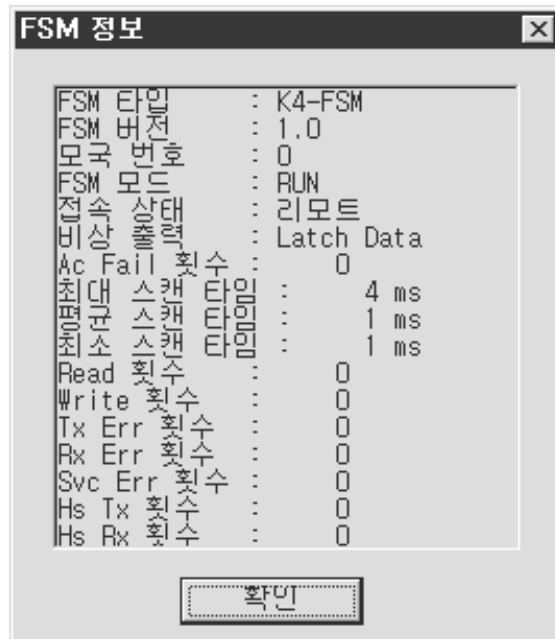 FSM 정보
FSM 타입 : K4-FSM
FSM 버전 : 1.0
모국 번호 : 0
FSM 모드 : RUN
접속 상태 : 리모트
비상 출력 : Latch Data
Ac Fail 횟수 : 0
최대 스캔 타임 : 4 ms
평균 스캔 타임 : 1 ms
최소 스캔 타임 : 1 ms
Read 횟수 : 0
Write 횟수 : 0
Tx Err 횟수 : 0
Rx Err 횟수 : 0
Svc Err 횟수 : 0
Hs Tx 횟수 : 0
Hs Rx 횟수 : 0
확인